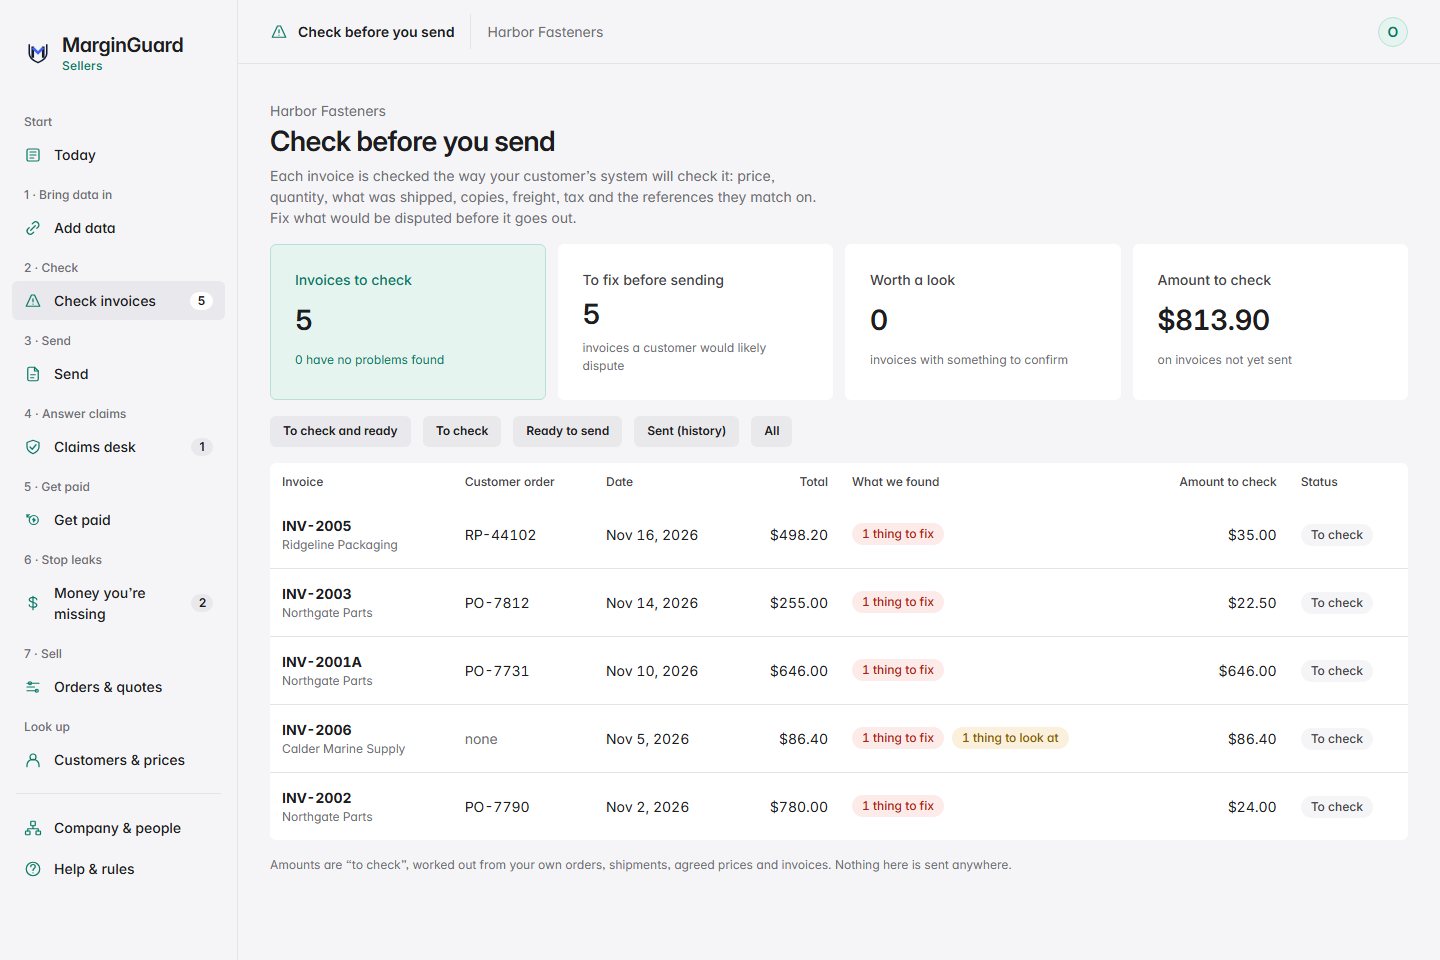 MarginGuard
Sellers
Start
Today
1 · Bring data in
Add data
2 · Check
Check invoices 5
3 · Send
Send
4 · Answer claims
Claims desk 1
5 · Get paid
Get paid
6 · Stop leaks
Money you’re
missing 2
7 · Sell
Orders & quotes
Look up
Customers & prices
Company & people
Help & rules
Check before you send Harbor Fasteners O
Harbor Fasteners
Check before you send
Each invoice is checked the way your customer’s system will check it: price,
quantity, what was shipped, copies, freight, tax and the references they match on.
Fix what would be disputed before it goes out.
Invoices to check
5
0 have no problems found
To fix before sending
5
invoices a customer would likely
dispute
Worth a look
0
invoices with something to confirm
Amount to check
$813.90
on invoices not yet sent
To check and ready To check Ready to send Sent (history) All
Invoice Customer order Date Total What we found Amount to check Status
INV-2005 RP-44102 Nov 16, 2026 $498.20 1 thing to fix $35.00 To check
Ridgeline Packaging
INV-2003 PO-7812 Nov 14, 2026 $255.00 1 thing to fix $22.50 To check
Northgate Parts
INV-2001A PO-7731 Nov 10, 2026 $646.00 1 thing to fix $646.00 To check
Northgate Parts
INV-2006 none Nov 5, 2026 $86.40 1 thing to fix 1 thing to look at $86.40 To check
Calder Marine Supply
INV-2002 PO-7790 Nov 2, 2026 $780.00 1 thing to fix $24.00 To check
Northgate Parts
Amounts are “to check”, worked out from your own orders, shipments, agreed prices and invoices. Nothing here is sent anywhere.